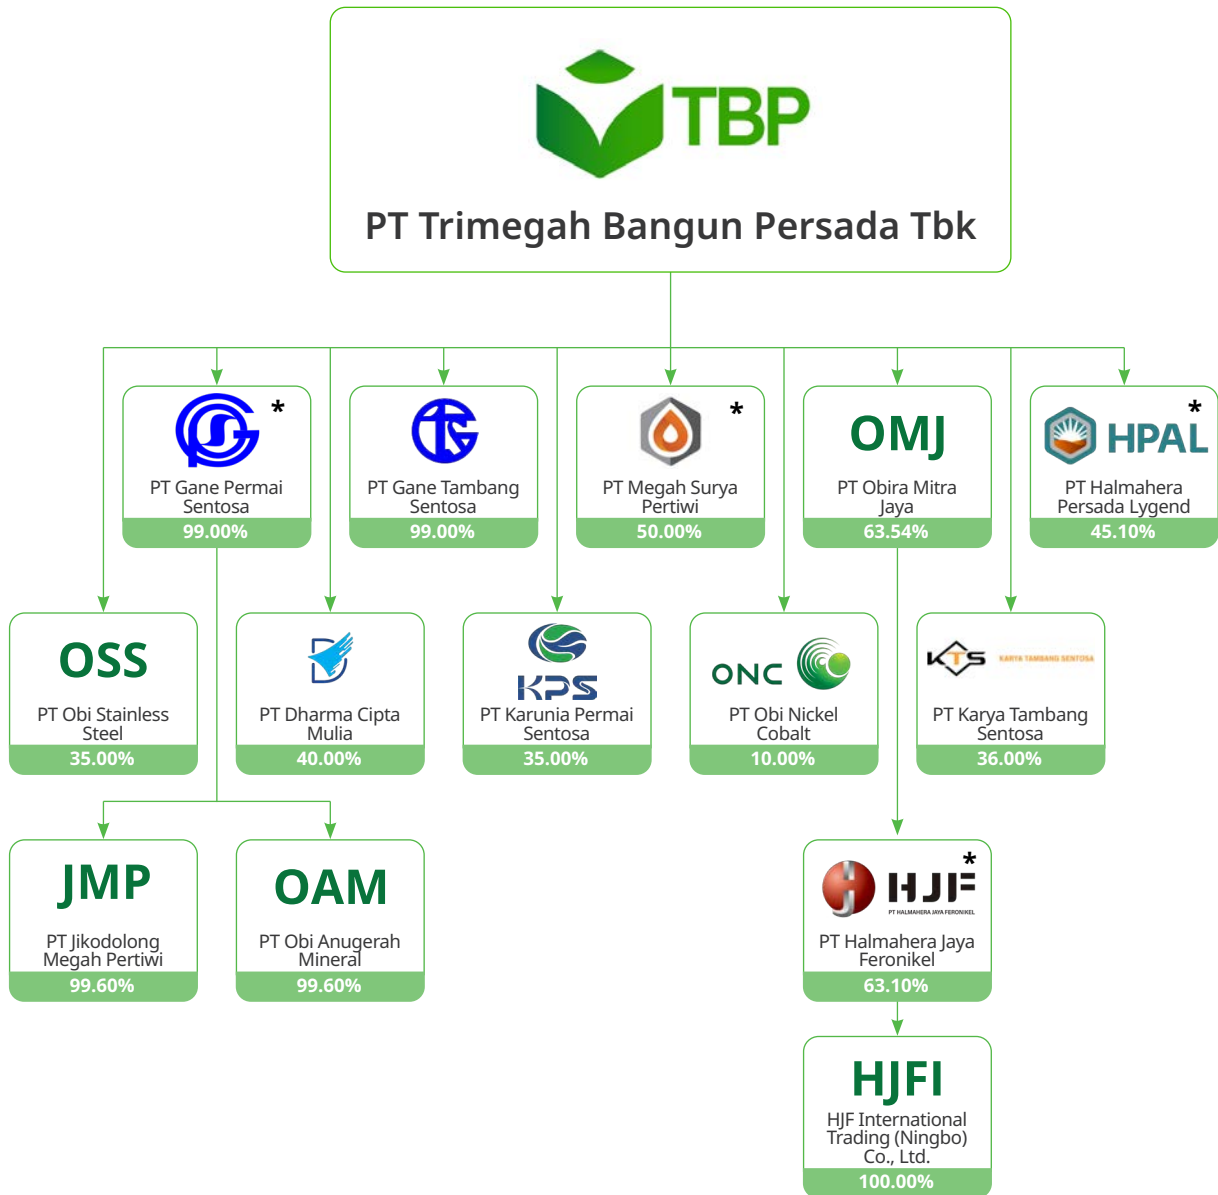 TBP
PT Trimegah Bangun Persada Tbk
*
PT Gane Permai
Sentosa
99.00%
PT Gane Tambang
Sentosa
99.00%
*
PT Megah Surya
Pertiwi
50.00%
OMJ
PT Obira Mitra
Jaya
63.54%
*
HPAL
PT Halmahera
Persada Lygend
45.10%
OSS
PT Obi Stainless
Steel
35.00%
PT Dharma Cipta
Mulia
40.00%
KPS
PT Karunia Permai
Sentosa
35.00%
ONC
PT Obi Nickel
Cobalt
10.00%
KTS KARYA TAMBANG SENTOSA
PT Karya Tambang
Sentosa
36.00%
JMP
PT Jikodolong
Megah Pertiwi
99.60%
OAM
PT Obi Anugerah
Mineral
99.60%
*
HJF
PT HALMAHERA JAYA FERONIKEL
PT Halmahera Jaya
Feronikel
63.10%
HJFI
HJF International
Trading (Ningbo)
Co., Ltd.
100.00%